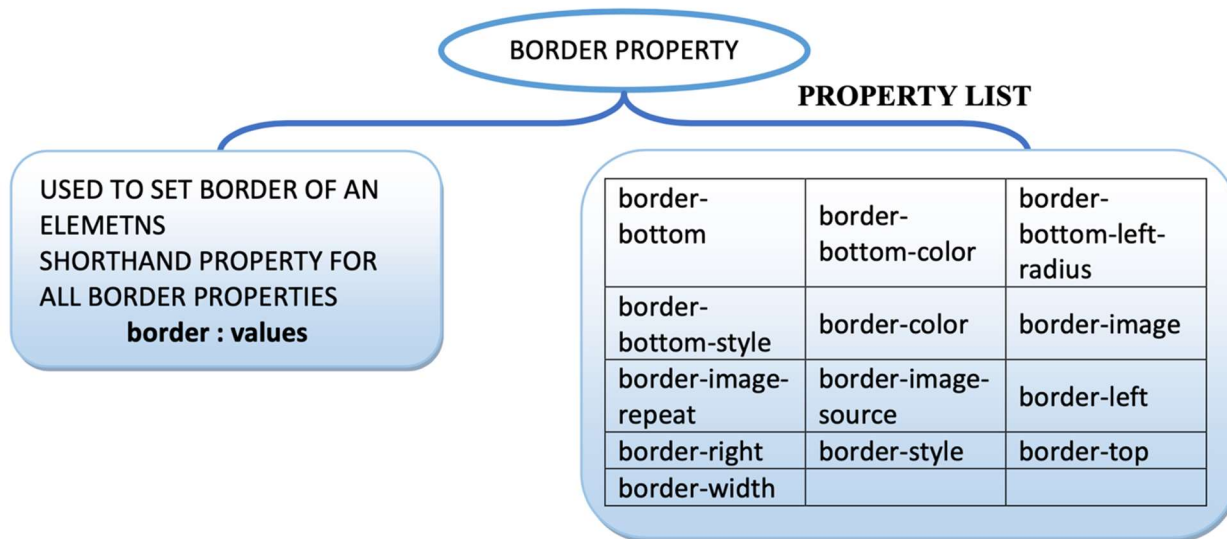 BORDER PROPERTY
PROPERTY LIST
USED TO SET BORDER OF AN
ELEMETNS
SHORTHAND PROPERTY FOR
ALL BORDER PROPERTIES
border : values
border-
bottom
border-
bottom-color
border-
bottom-left-
radius
border-
bottom-style
border-color
border-image
border-image-
repeat
border-image-
source
border-left
border-right
border-style
border-top
border-width